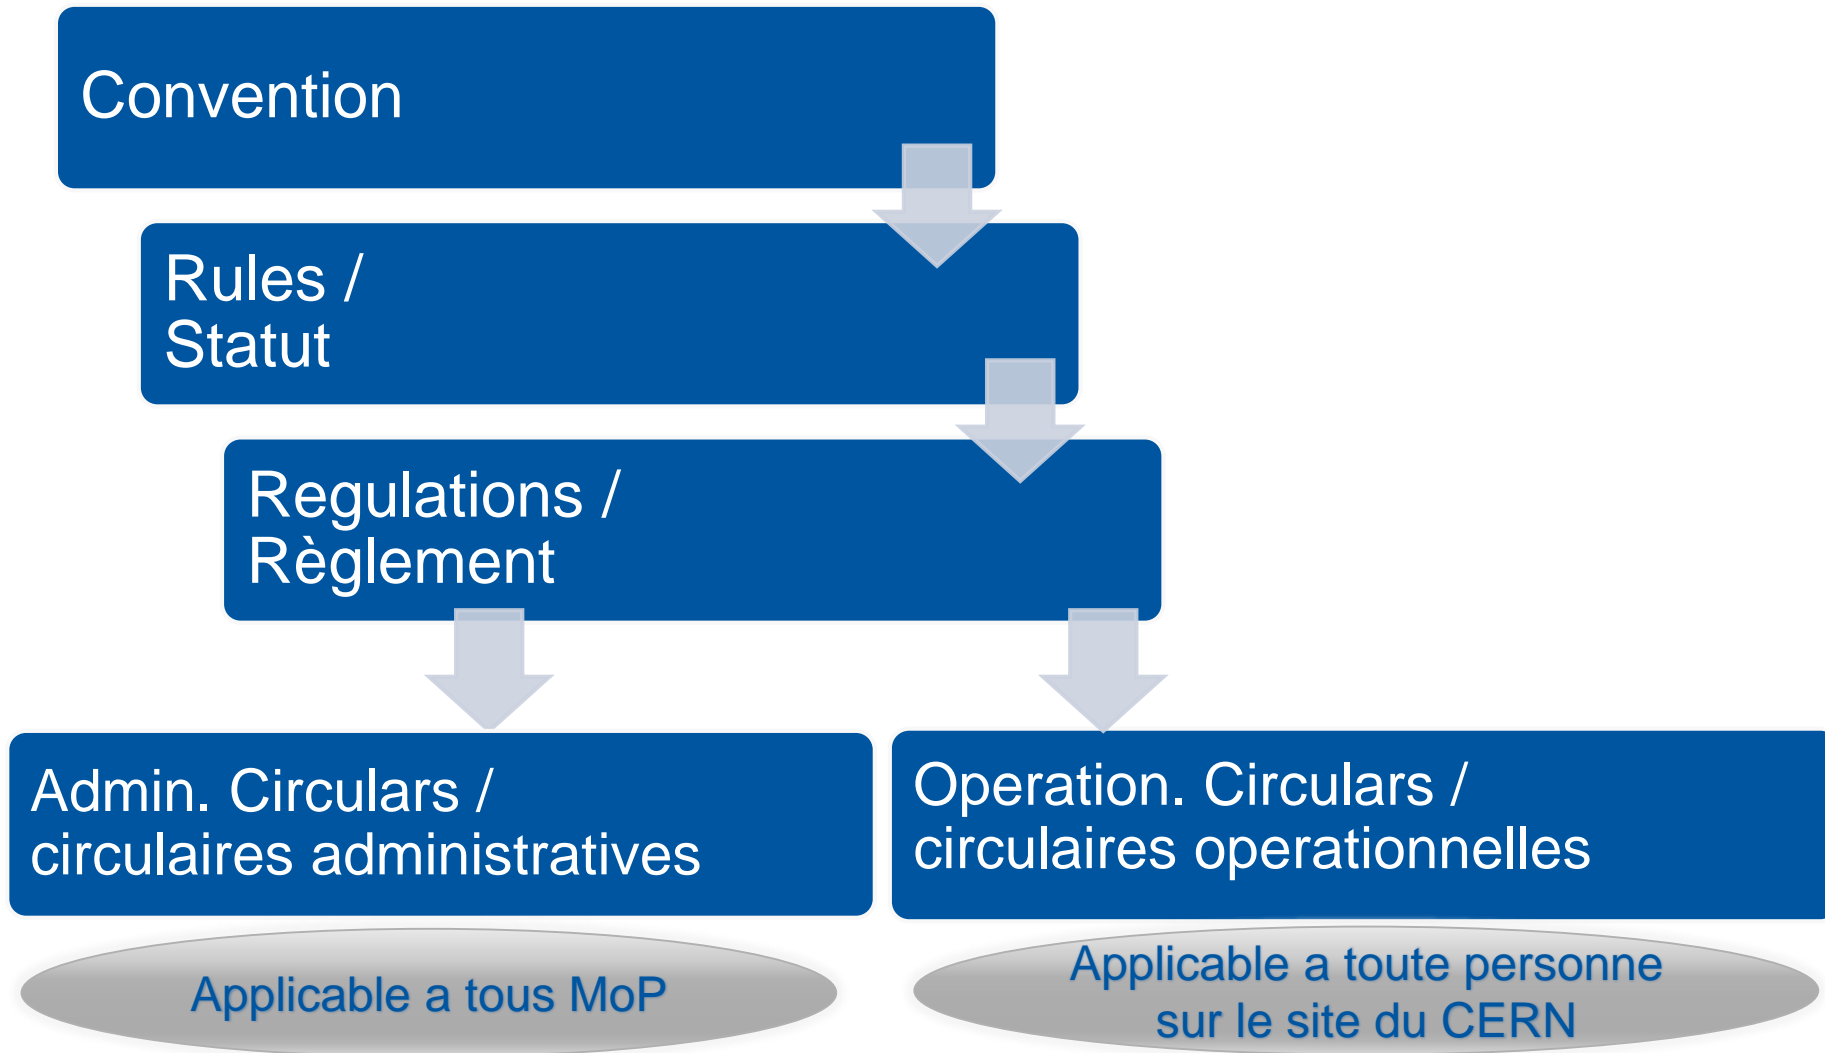 Convention
Rules /
Statut
Regulations /
Règlement
Admin. Circulars /
circulaires administratives
Operation. Circulars /
circulaires operationnelles
Applicable a tous MoP
Applicable a toute personne
sur le site du CERN